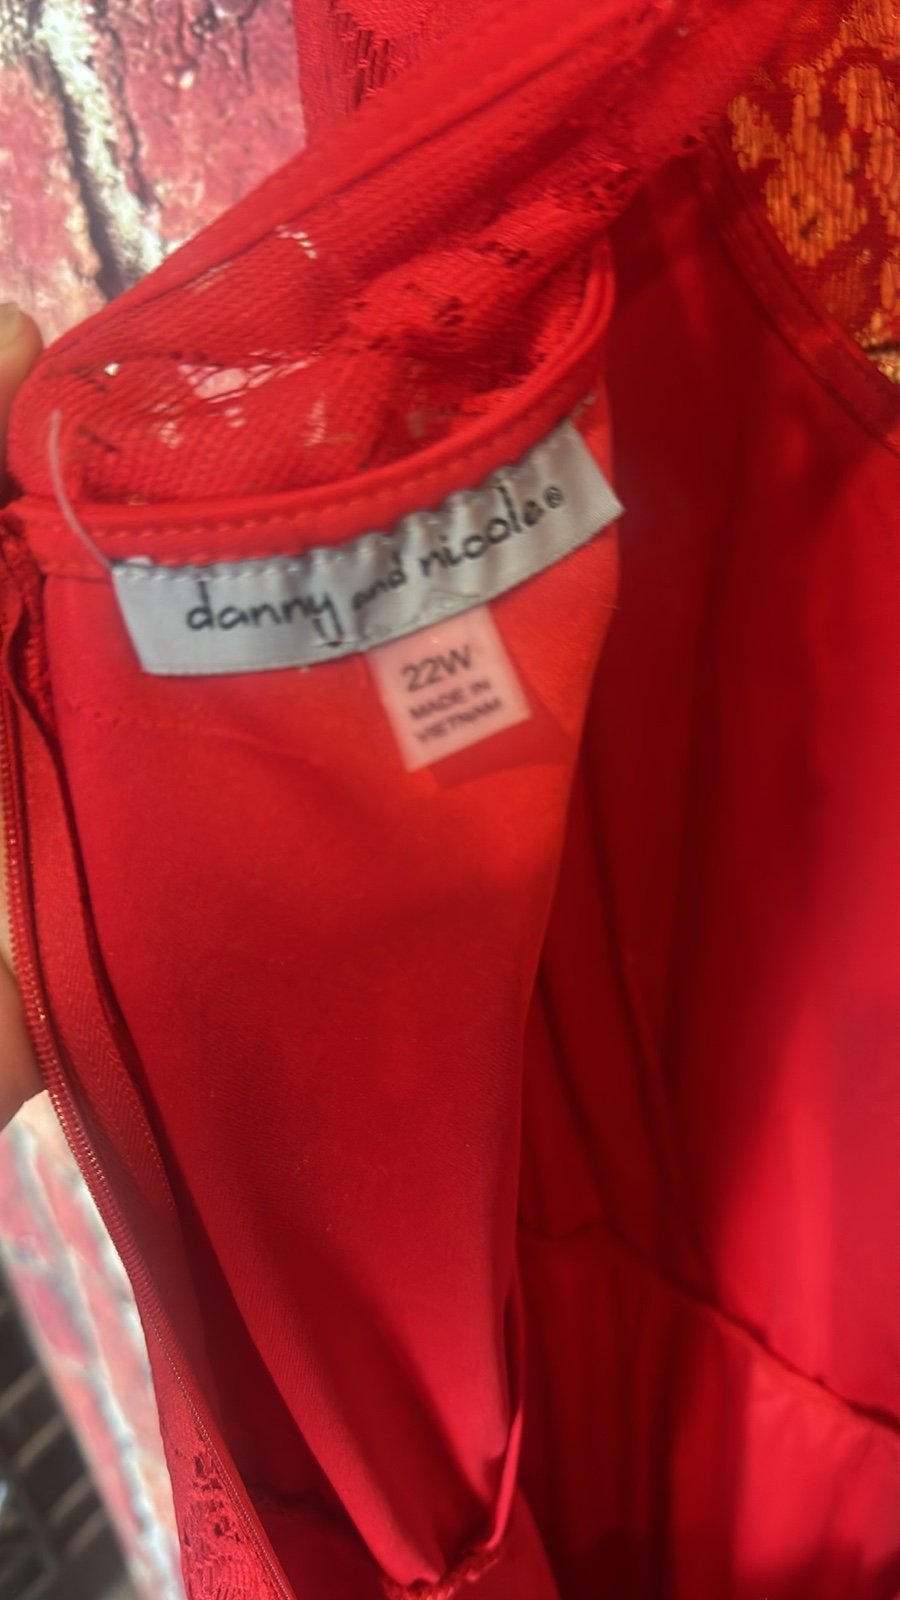 danny and nicole®
22W
MADE IN
VIETNAM